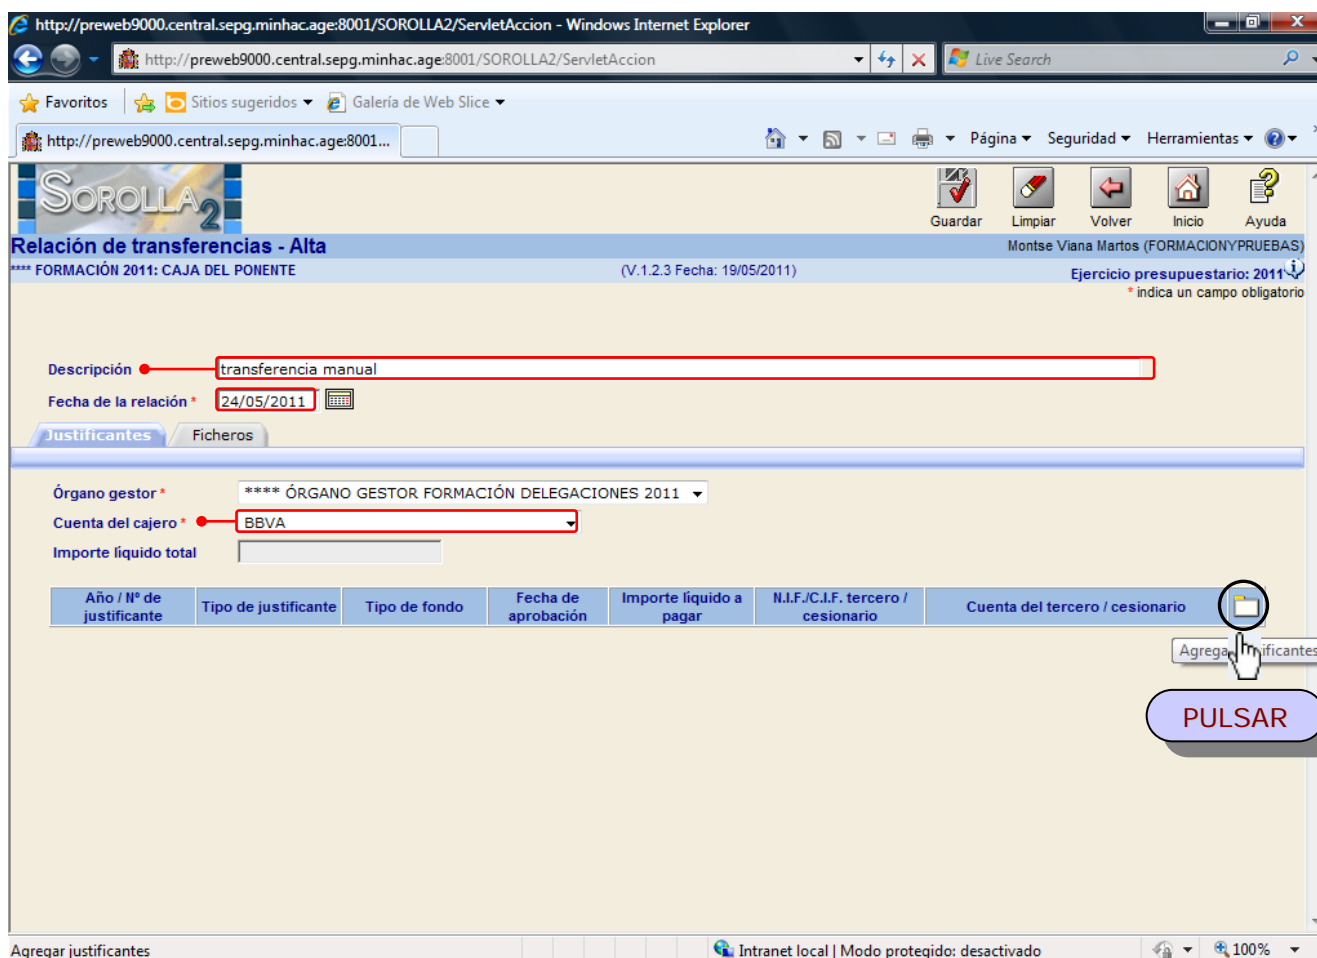 http://preweb9000.central.sepg.minhac.age:8001/SOROLLA2/ServletAccion - Windows Internet Explorer
http://preweb9000.central.sepg.minhac.age:8001/SOROLLA2/ServletAccion
Live Search
Favoritos
Sitios sugeridos
Galería de Web Slice
http://preweb9000.central.sepg.minhac.age:8001...
Página
Seguridad
Herramientas
SOROLLA2
Guardar
Limpiar
Volver
Inicio
Ayuda
Relación de transferencias - Alta
Montse Viana Martos (FORMACIONYPRUEBAS)
**** FORMACIÓN 2011: CAJA DEL PONENTE
(V.1.2.3 Fecha: 19/05/2011)
Ejercicio presupuestario: 2011
* indica un campo obligatorio
Descripción
transferencia manual
Fecha de la relación *
24/05/2011
Justificantes
Ficheros
Órgano gestor *
**** ÓRGANO GESTOR FORMACIÓN DELEGACIONES 2011
Cuenta del cajero *
BBVA
Importe líquido total
Año / Nº de justificante
Tipo de justificante
Tipo de fondo
Fecha de aprobación
Importe líquido a pagar
N.I.F./C.I.F. tercero / cesionario
Cuenta del tercero / cesionario
PULSAR
Agregar justificantes
Intranet local | Modo protegido: desactivado
100%